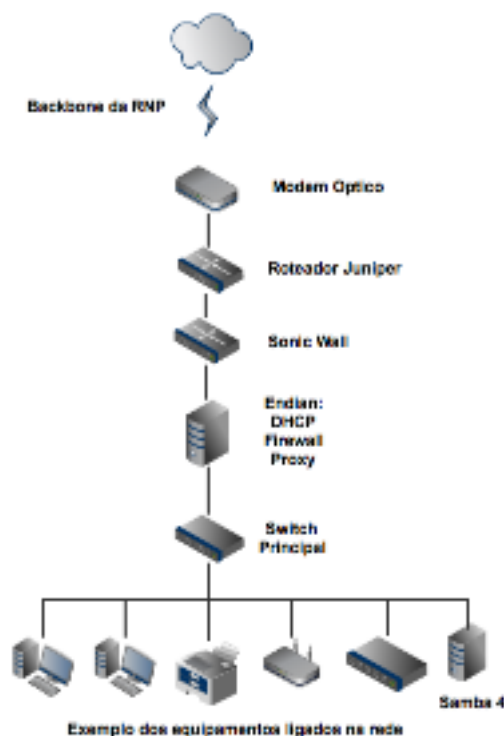 Backbone da RNP
Modem Optico
Roteador Juniper
Sonic Wall
Endian:
DHCP
Firewall
Proxy
Switch
Principal
Samba 4
Exemplo dos equipamentos ligados na rede